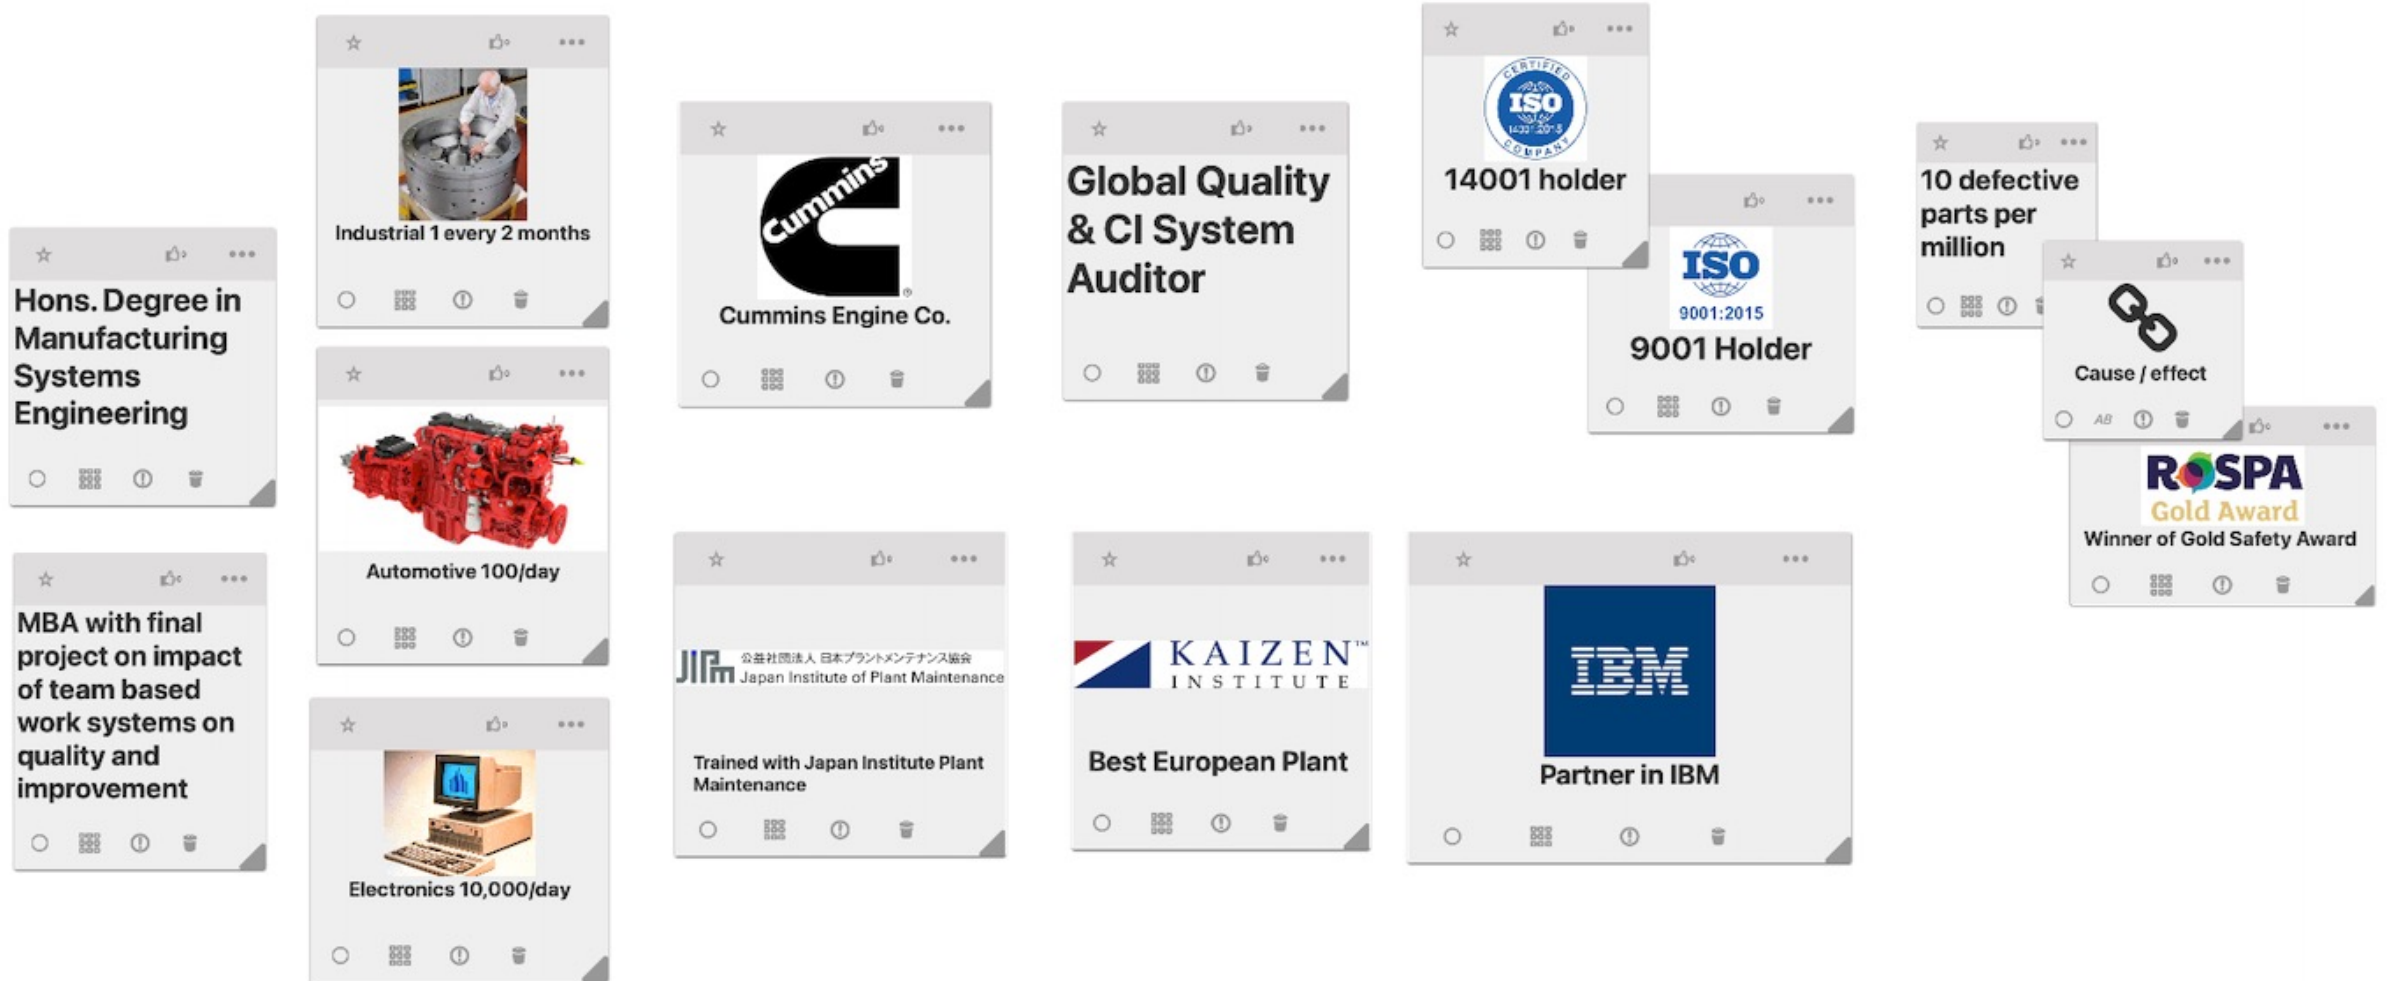 Hons. Degree in
Manufacturing
Systems
Engineering
MBA with final
project on impact
of team based
work systems on
quality and
improvement
Industrial 1 every 2 months
Automotive 100/day
Electronics 10,000/day
Cummins
Cummins Engine Co.
JIPm 公益社団法人 日本プラントメンテナンス協会
Japan Institute of Plant Maintenance
Trained with Japan Institute Plant
Maintenance
Global Quality
& CI System
Auditor
KAIZEN™
INSTITUTE
Best European Plant
CERTIFIED
ISO
14001:2015
COMPANY
14001 holder
ISO
9001:2015
9001 Holder
IBM
Partner in IBM
10 defective
parts per
million
Cause / effect
AB
ROSPA
Gold Award
Winner of Gold Safety Award